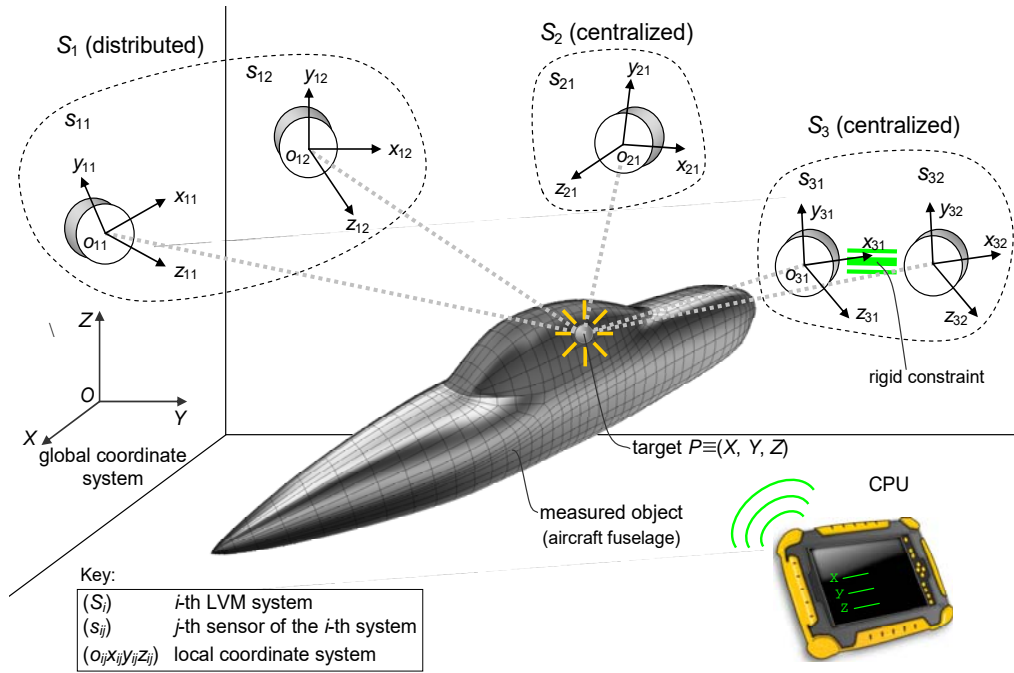 S₁ (distributed)
S₂ (centralized)
S₃ (centralized)
s₁₁
y₁₁
x₁₁
o₁₁
z₁₁
s₁₂
y₁₂
o₁₂
x₁₂
z₁₂
s₂₁
y₂₁
o₂₁
x₂₁
z₂₁
s₃₁
y₃₁
x₃₁
o₃₁
z₃₁
s₃₂
y₃₂
x₃₂
z₃₂
rigid constraint
Z
O
Y
X
global coordinate
system
target P≡(X, Y, Z)
measured object
(aircraft fuselage)
CPU
X
y
Z
Key:
(Sᵢ) i-th LVM system
(sᵢⱼ) j-th sensor of the i-th system
(oᵢⱼxᵢⱼyᵢⱼzᵢⱼ) local coordinate system